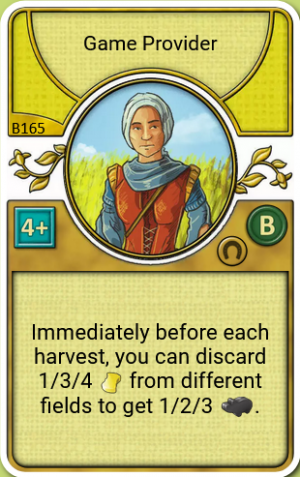 Game Provider
B165
4+
B
Immediately before each
harvest, you can discard
1/3/4 from different
fields to get 1/2/3 .